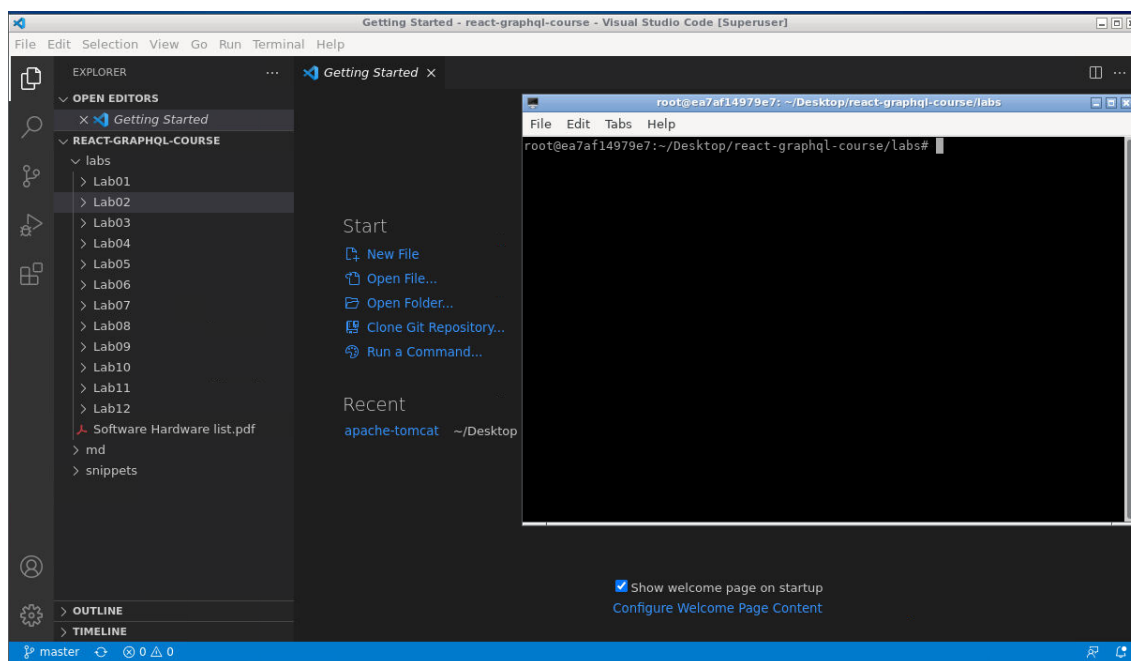 Getting Started - react-graphql-course - Visual Studio Code [Superuser]
File Edit Selection View Go Run Terminal Help
EXPLORER
Getting Started
OPEN EDITORS
Getting Started
REACT-GRAPHQL-COURSE
labs
Lab01
Lab02
Lab03
Lab04
Lab05
Lab06
Lab07
Lab08
Lab09
Lab10
Lab11
Lab12
Software Hardware list.pdf
md
snippets
OUTLINE
TIMELINE
Start
New File
Open File...
Open Folder...
Clone Git Repository...
Run a Command...
Recent
apache-tomcat ~/Desktop
root@ea7af14979e7: ~/Desktop/react-graphql-course/labs
File Edit Tabs Help
root@ea7af14979e7:~/Desktop/react-graphql-course/labs#
Show welcome page on startup
Configure Welcome Page Content
master 0 0